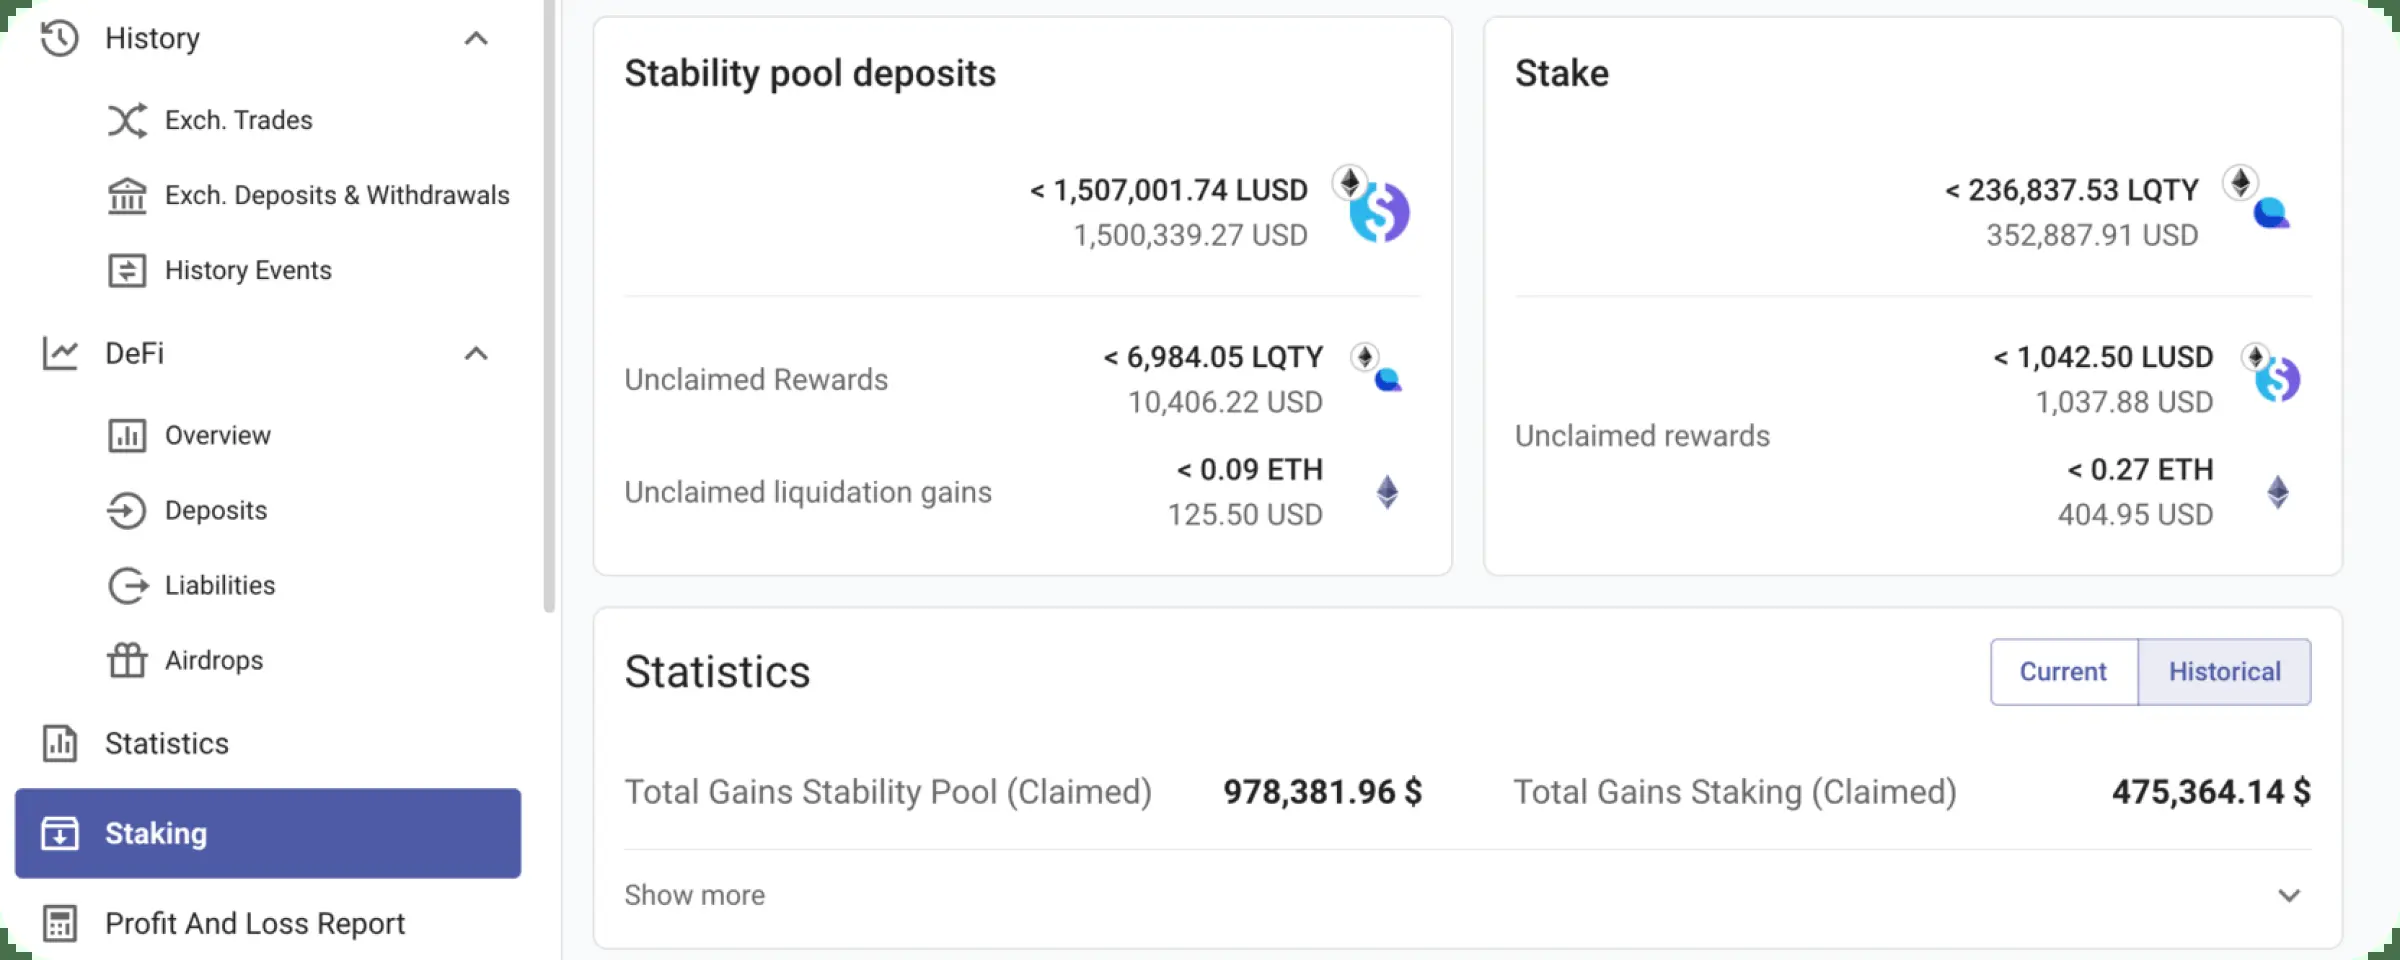 History
Exch. Trades
Exch. Deposits & Withdrawals
History Events
DeFi
Overview
Deposits
Liabilities
Airdrops
Statistics
Staking
Profit And Loss Report
Stability pool deposits
< 1,507,001.74 LUSD
1,500,339.27 USD
Unclaimed Rewards
< 6,984.05 LQTY
10,406.22 USD
Unclaimed liquidation gains
< 0.09 ETH
125.50 USD
Stake
< 236,837.53 LQTY
352,887.91 USD
Unclaimed rewards
< 1,042.50 LUSD
1,037.88 USD
< 0.27 ETH
404.95 USD
Statistics
Current
Historical
Total Gains Stability Pool (Claimed) 978,381.96 $
Total Gains Staking (Claimed) 475,364.14 $
Show more